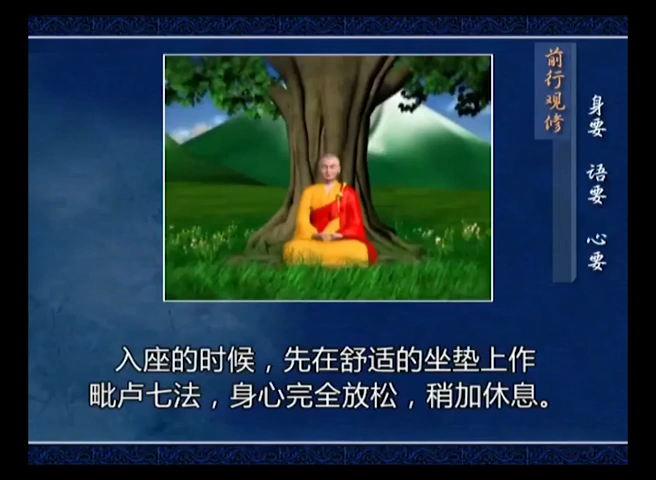 前行观修
身要 语要 心要
入座的时候，先在舒适的坐垫上作
毗卢七法，身心完全放松，稍加休息。